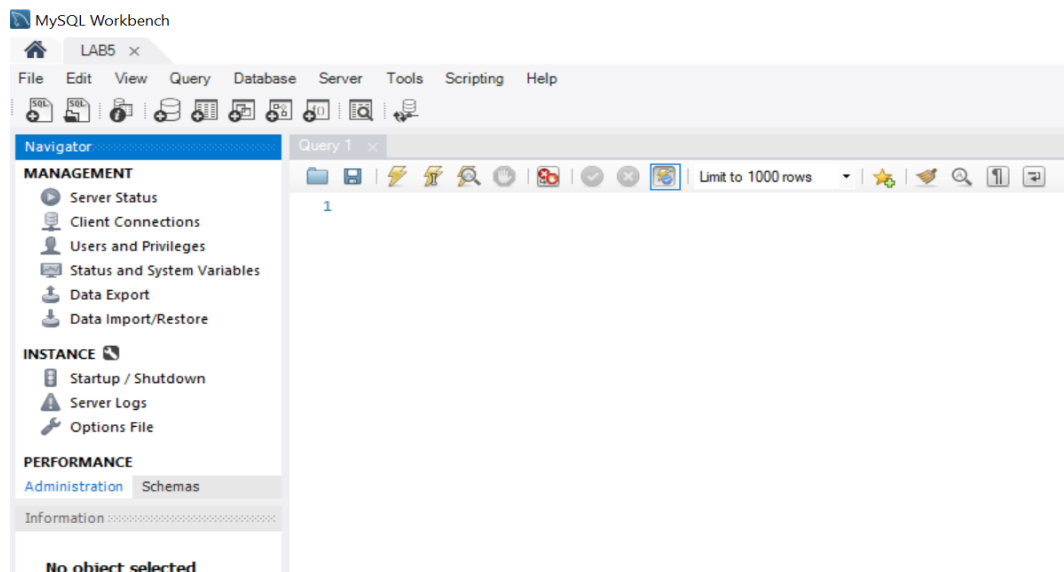 MySQL Workbench
LAB5
File Edit View Query Database Server Tools Scripting Help
Navigator
MANAGEMENT
Server Status
Client Connections
Users and Privileges
Status and System Variables
Data Export
Data Import/Restore
INSTANCE
Startup / Shutdown
Server Logs
Options File
PERFORMANCE
Administration Schemas
Information
No object selected
Query 1
Limit to 1000 rows
1